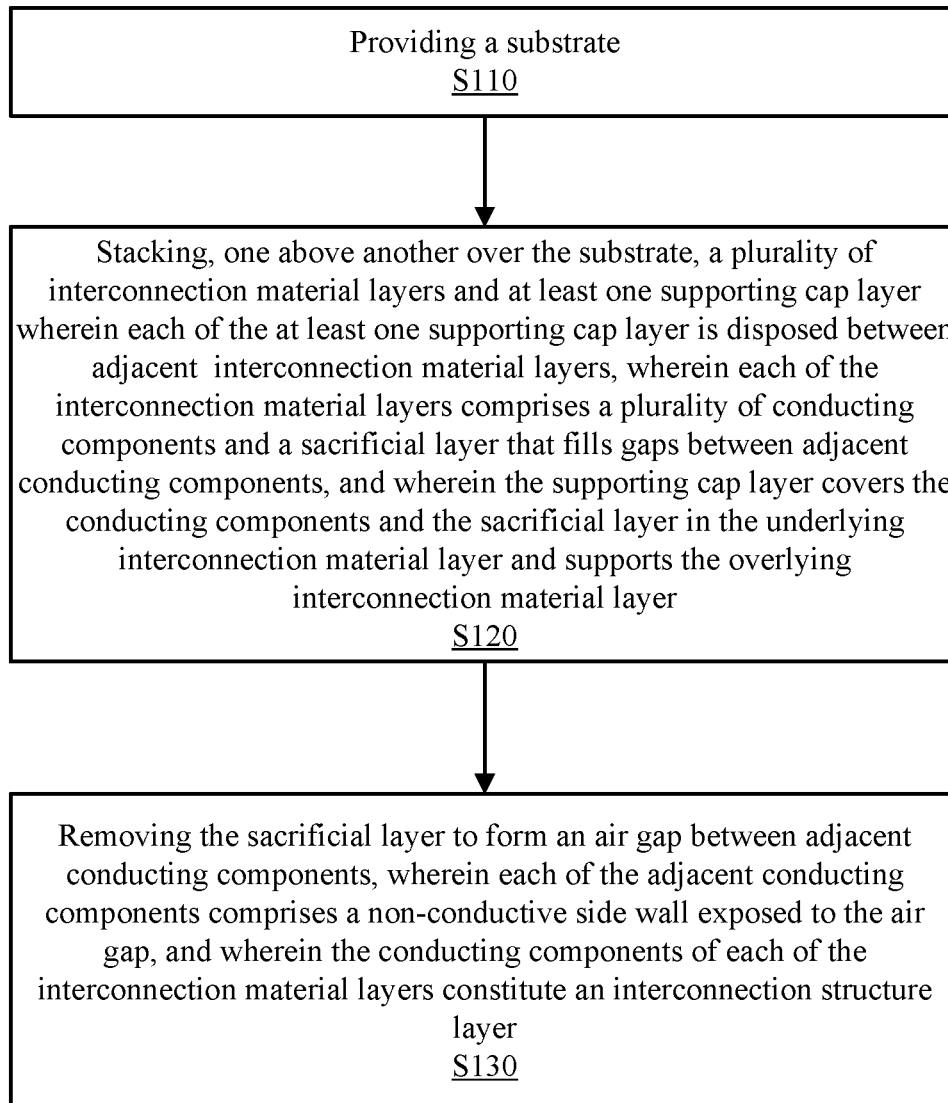 Providing a substrate
S110
Stacking, one above another over the substrate, a plurality of
interconnection material layers and at least one supporting cap layer
wherein each of the at least one supporting cap layer is disposed between
adjacent interconnection material layers, wherein each of the
interconnection material layers comprises a plurality of conducting
components and a sacrificial layer that fills gaps between adjacent
conducting components, and wherein the supporting cap layer covers the
conducting components and the sacrificial layer in the underlying
interconnection material layer and supports the overlying
interconnection material layer
S120
Removing the sacrificial layer to form an air gap between adjacent
conducting components, wherein each of the adjacent conducting
components comprises a non-conductive side wall exposed to the air
gap, and wherein the conducting components of each of the
interconnection material layers constitute an interconnection structure
layer
S130